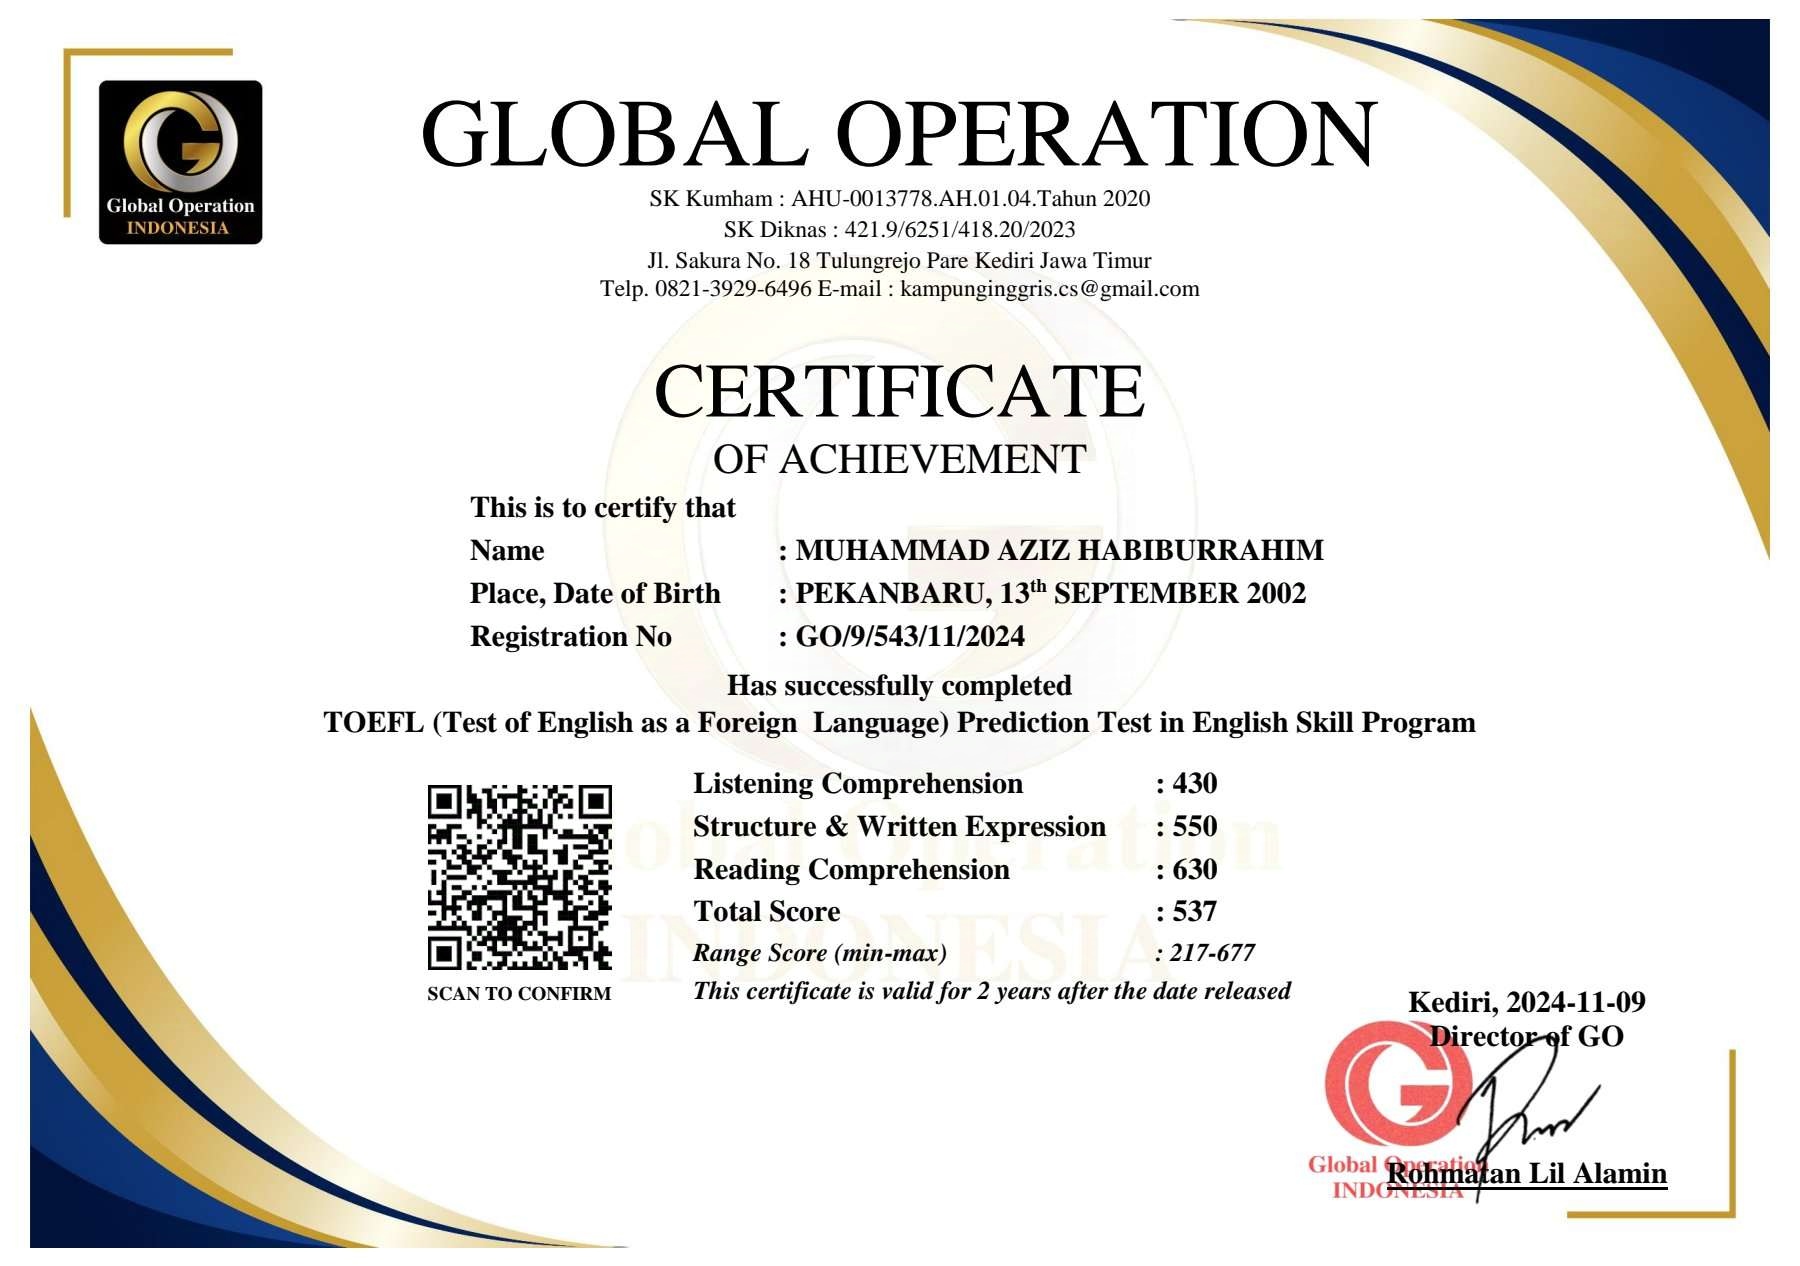 Global Operation
INDONESIA
GLOBAL OPERATION
SK Kumham : AHU-0013778.AH.01.04.Tahun 2020
SK Diknas : 421.9/6251/418.20/2023
Jl. Sakura No. 18 Tulungrejo Pare Kediri Jawa Timur
Telp. 0821-3929-6496 E-mail : kampunginggris.cs@gmail.com
CERTIFICATE
OF ACHIEVEMENT
This is to certify that
Name : MUHAMMAD AZIZ HABIBURRAHIM
Place, Date of Birth : PEKANBARU, 13th SEPTEMBER 2002
Registration No : GO/9/543/11/2024
Has successfully completed
TOEFL (Test of English as a Foreign Language) Prediction Test in English Skill Program
Listening Comprehension : 430
Structure & Written Expression : 550
Reading Comprehension : 630
Total Score : 537
Range Score (min-max) : 217-677
This certificate is valid for 2 years after the date released
SCAN TO CONFIRM
Global Operation
INDONESIA
Kediri, 2024-11-09
Director of GO
Global Operation
INDONESIA
Rohmatan Lil Alamin